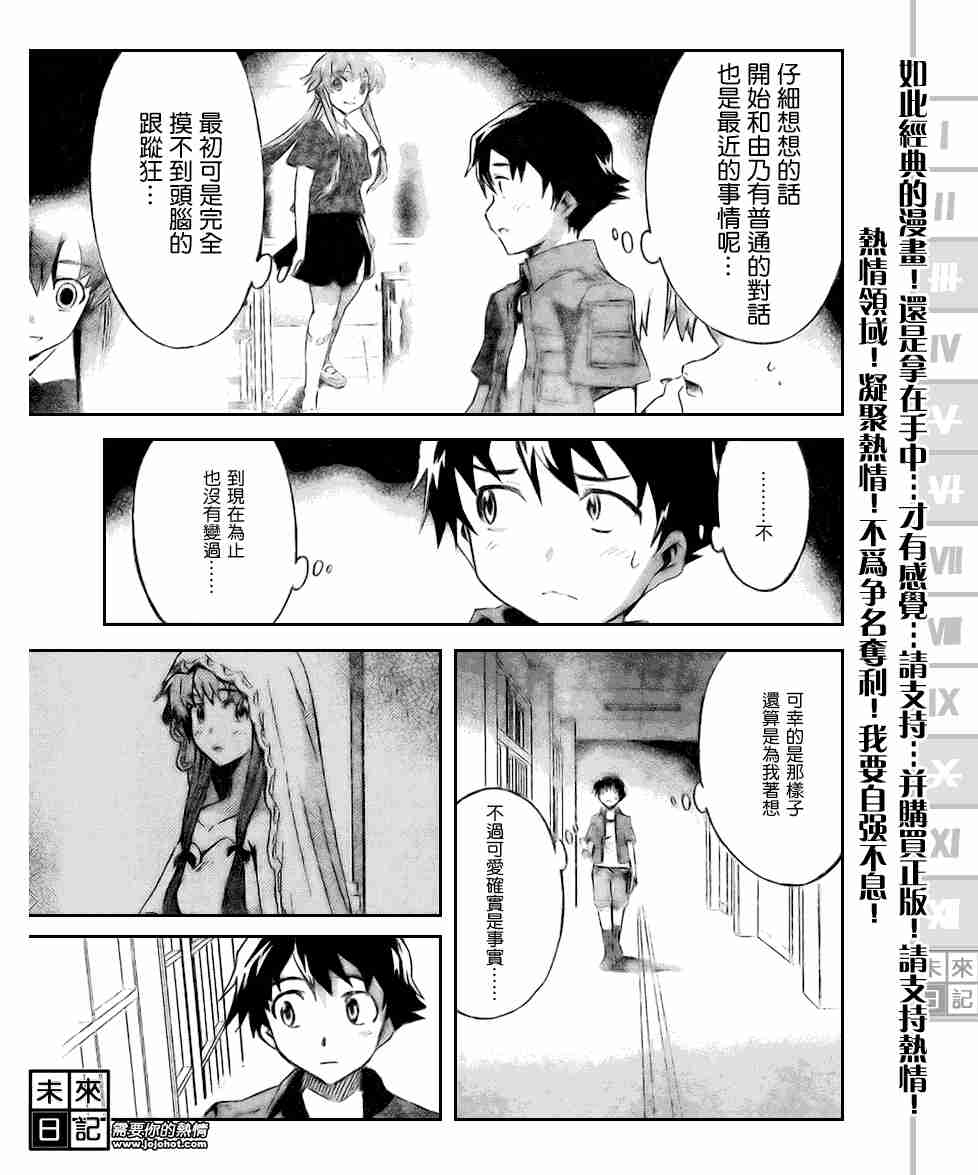 仔細想想的話
開始和由乃有普通的對話
也是最近的事情呢…
最初可是完全
摸不到頭腦的
跟蹤狂…
………不
到現在為止
也沒有變過……
可幸的是那樣子
還算是為我著想
不過可愛確實是事實……
如此經典的漫畫！還是拿在手中…才有感覺…請支持…并購買正版！請支持熱情！
熱情領域！凝聚熱情！不爲争名奪利！我要自强不息！
I
II
III
IV
V
VI
VII
VIII
IX
X
XI
XII
未來
日記
未來
日記
需要你的熱情
www.jojohot.com